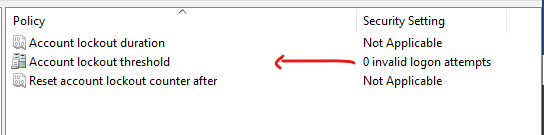 Policy Security Setting
Account lockout duration Not Applicable
Account lockout threshold 0 invalid logon attempts
Reset account lockout counter after Not Applicable